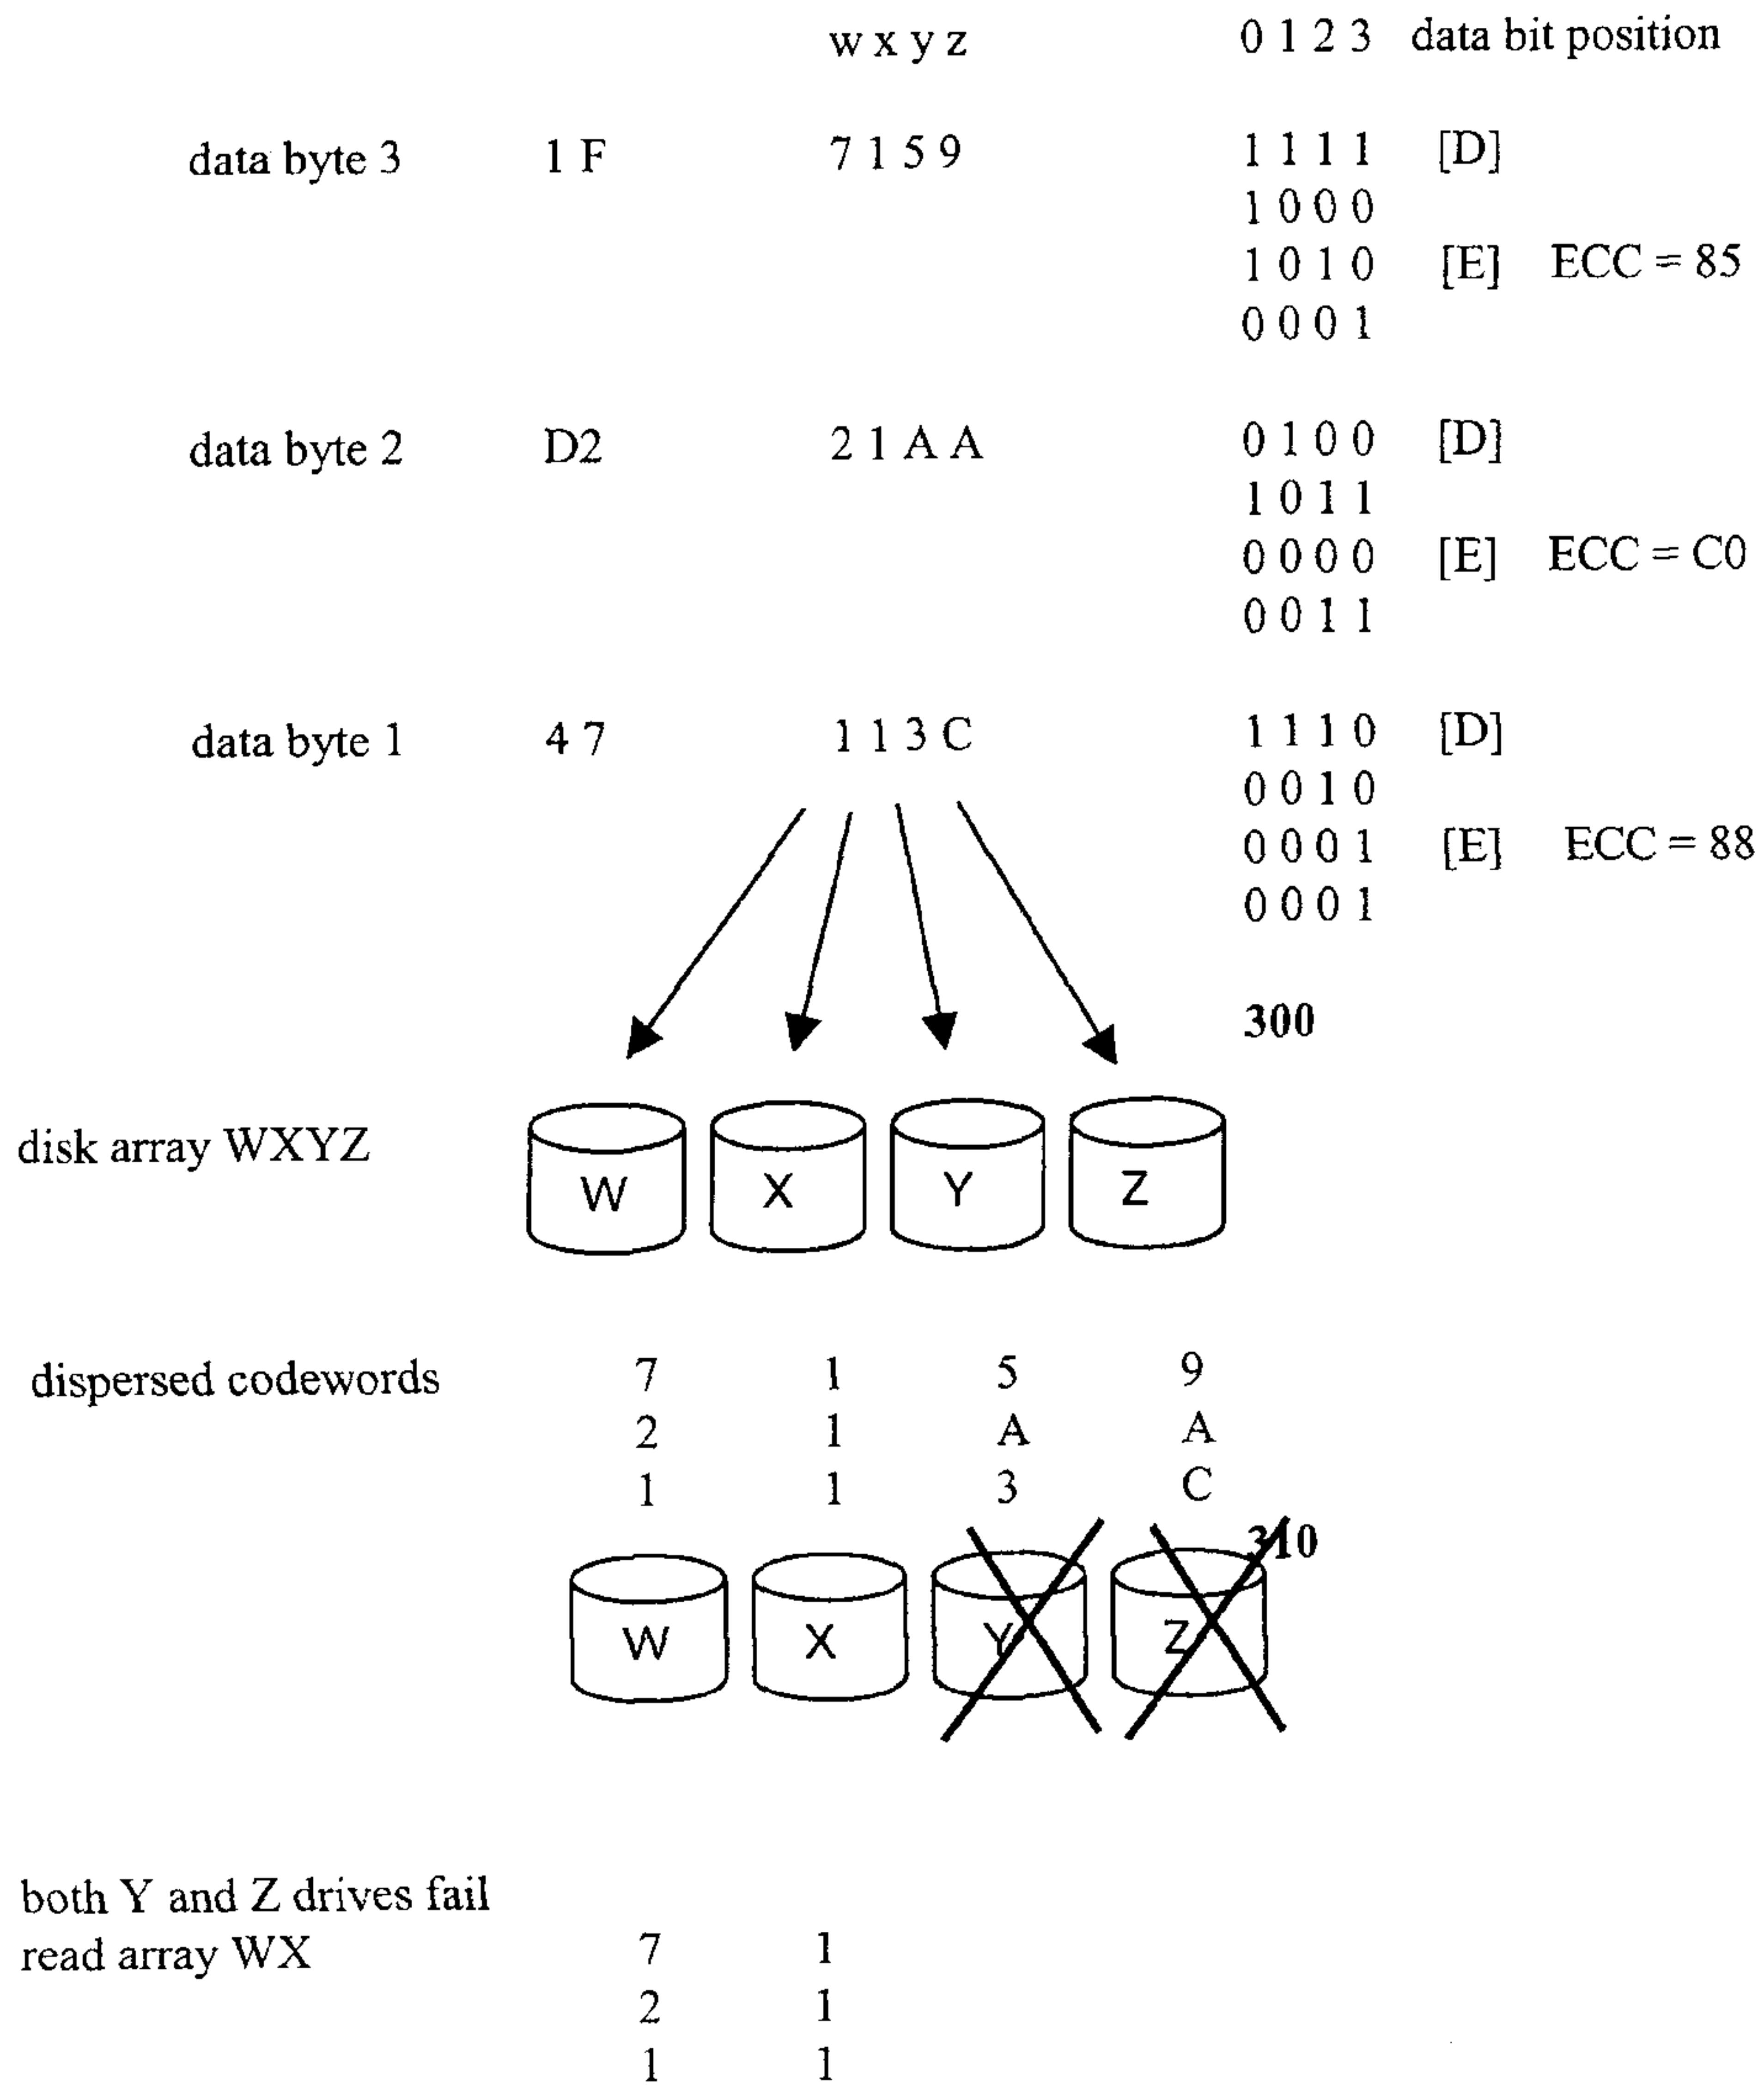 w x y z 0 1 2 3 data bit position
data byte 3 1 F 7 1 5 9 1 1 1 1 [D]
1 0 0 0
1 0 1 0 [E] ECC = 85
0 0 0 1
data byte 2 D2 2 1 A A 0 1 0 0 [D]
1 0 1 1
0 0 0 0 [E] ECC = C0
0 0 1 1
data byte 1 4 7 1 1 3 C 1 1 1 0 [D]
0 0 1 0
0 0 0 1 [E] ECC = 88
0 0 0 1
300
disk array WXYZ W X Y Z
dispersed codewords 7 1 5 9
2 1 A A
1 1 3 C
310
W X Y Z
both Y and Z drives fail
read array WX 7 1
2 1
1 1